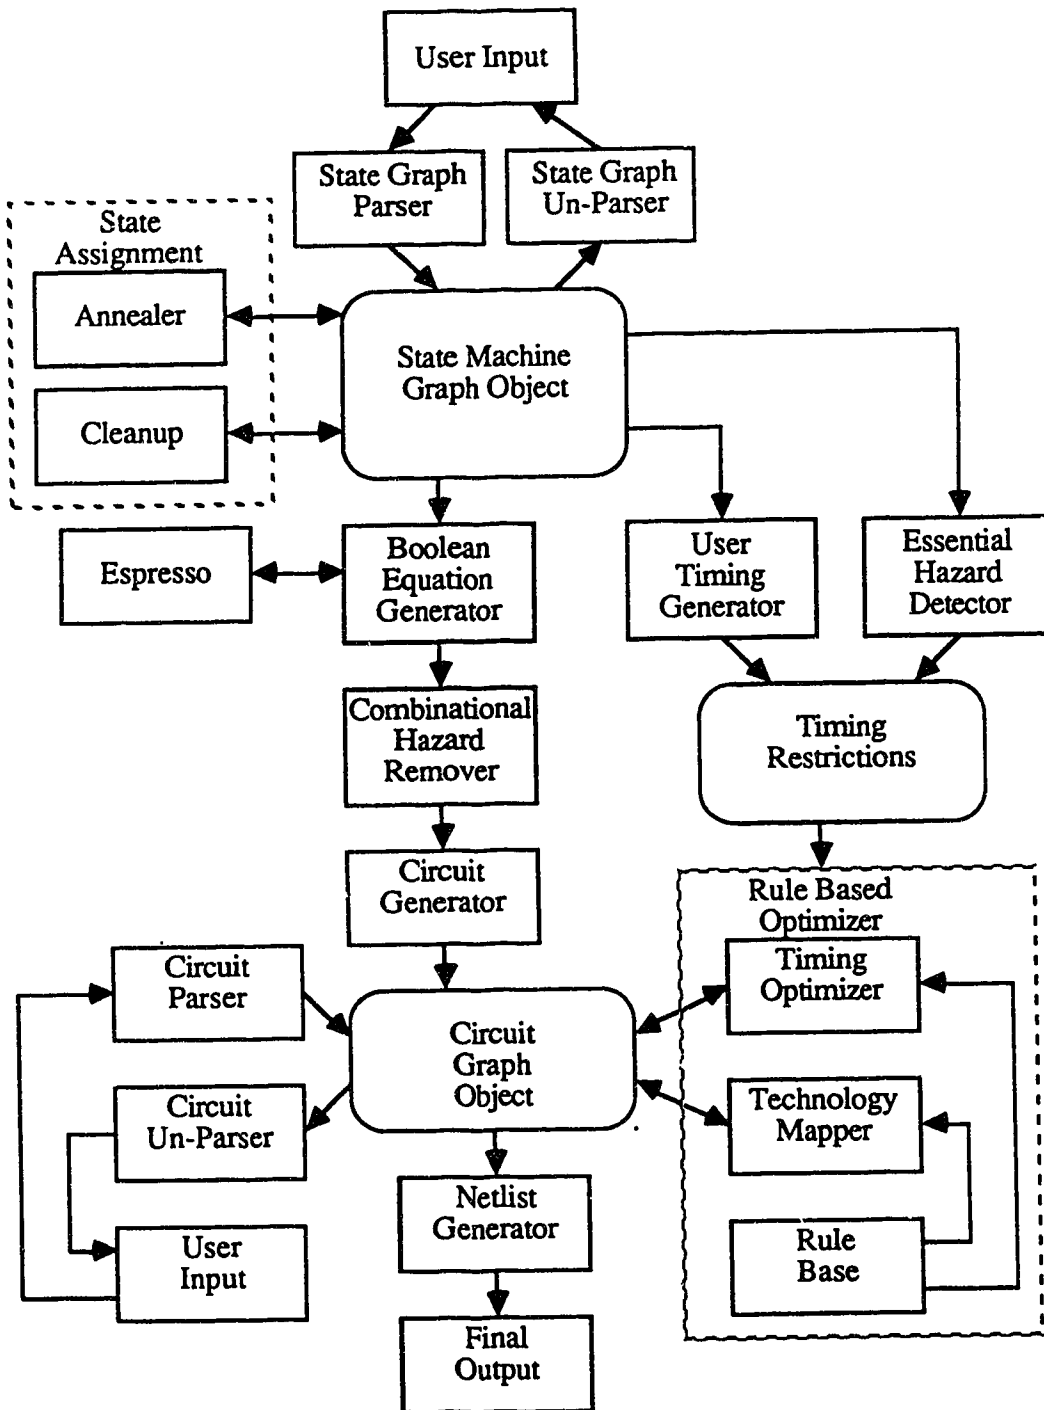 User Input
State Graph
Parser
State Graph
Un-Parser
State
Assignment
Annealer
State Machine
Graph Object
Cleanup
Espresso
Boolean
Equation
Generator
User
Timing
Generator
Essential
Hazard
Detector
Combinational
Hazard
Remover
Timing
Restrictions
Circuit
Generator
Rule Based
Optimizer
Circuit
Parser
Circuit
Graph
Object
Timing
Optimizer
Circuit
Un-Parser
Technology
Mapper
Netlist
Generator
User
Input
Rule
Base
Final
Output